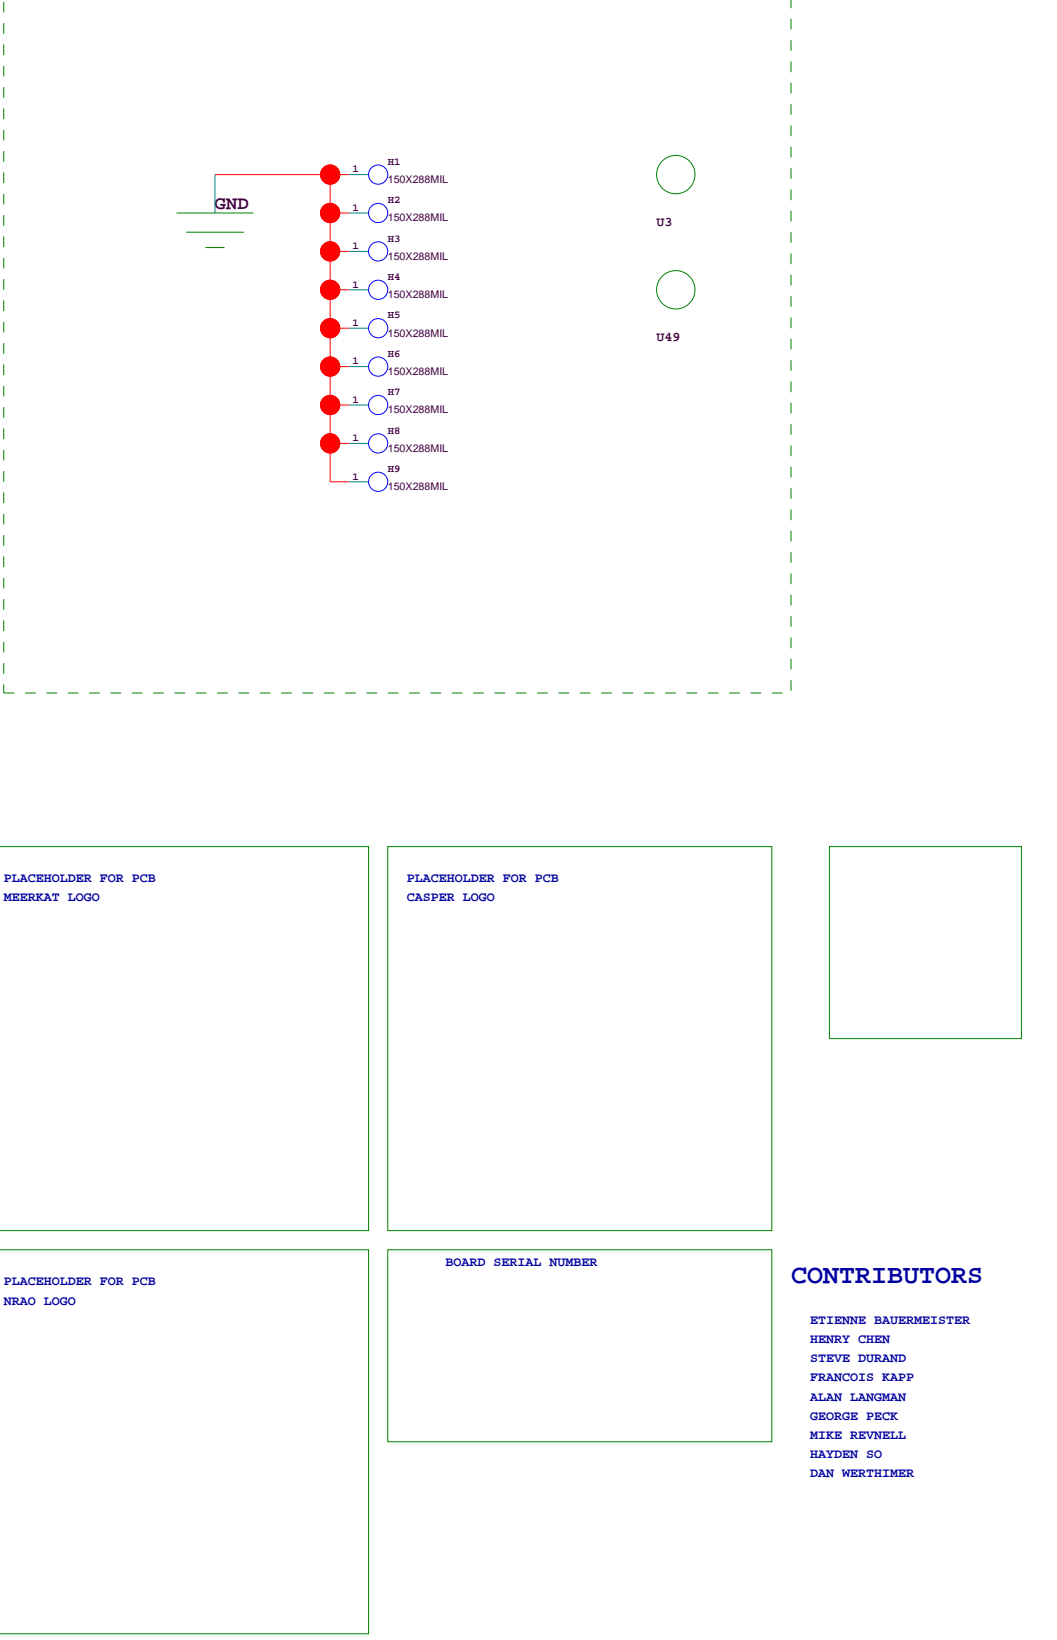 GND
1
H1
150X288MIL
1
H2
150X288MIL
1
H3
150X288MIL
1
H4
150X288MIL
1
H5
150X288MIL
1
H6
150X288MIL
1
H7
150X288MIL
1
H8
150X288MIL
1
H9
150X288MIL
U3
U49
PLACEHOLDER FOR PCB
MEERKAT LOGO
PLACEHOLDER FOR PCB
CASPER LOGO
PLACEHOLDER FOR PCB
NRAO LOGO
BOARD SERIAL NUMBER
CONTRIBUTORS
ETIENNE BAUERMEISTER
HENRY CHEN
STEVE DURAND
FRANCOIS KAPP
ALAN LANGMAN
GEORGE PECK
MIKE REVNELL
HAYDEN SO
DAN WERTHIMER